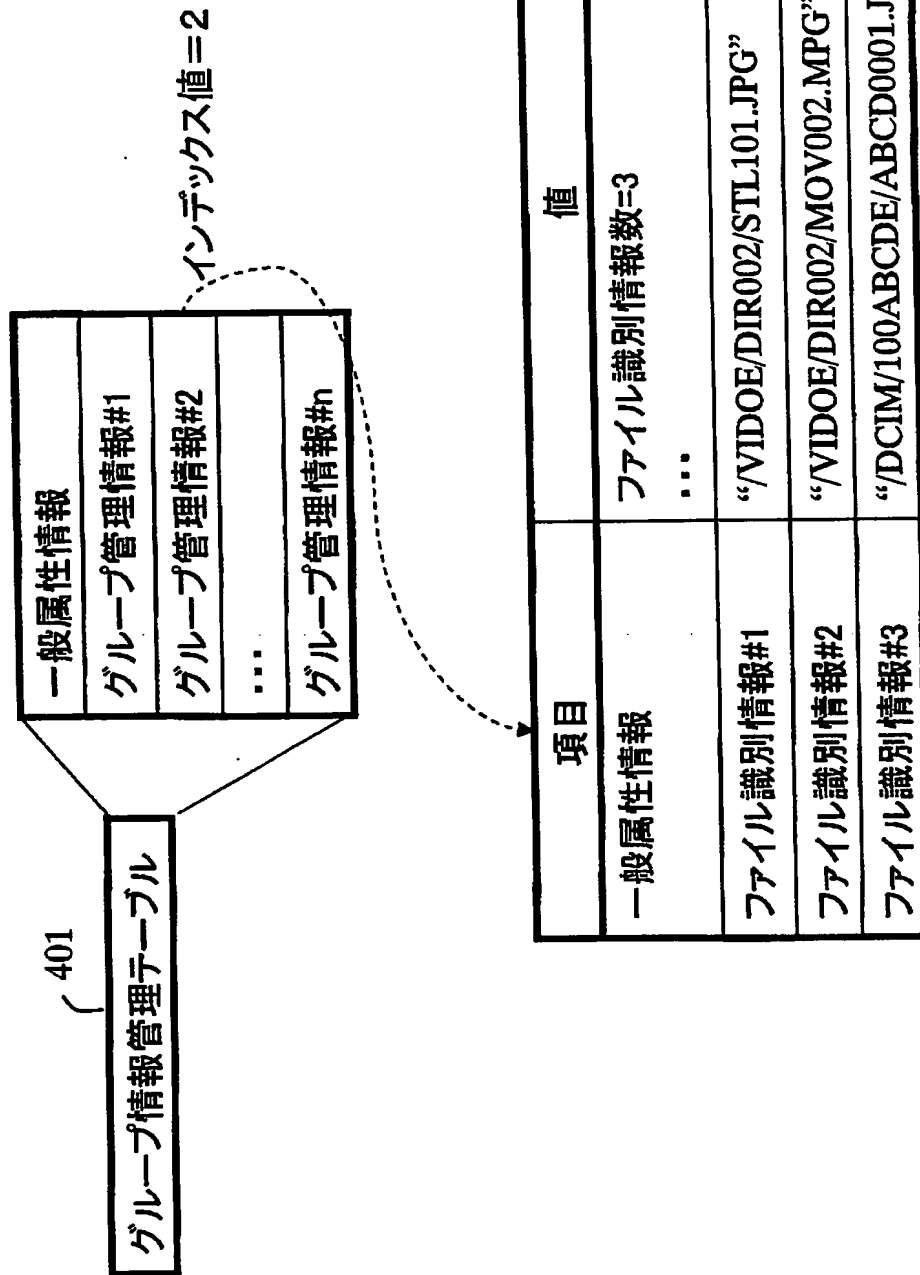 401
グループ情報管理テーブル
一般属性情報
グループ管理情報#1
グループ管理情報#2
...
グループ管理情報#n
インデックス値=2
項目 値
一般属性情報 ファイル識別情報数=3
...
ファイル識別情報#1 “/VIDOE/DIR002/STL101.JPG”
ファイル識別情報#2 “/VIDOE/DIR002/MOV002.MPG”
ファイル識別情報#3 “/DCIM/100ABCDE/ABCD0001.J